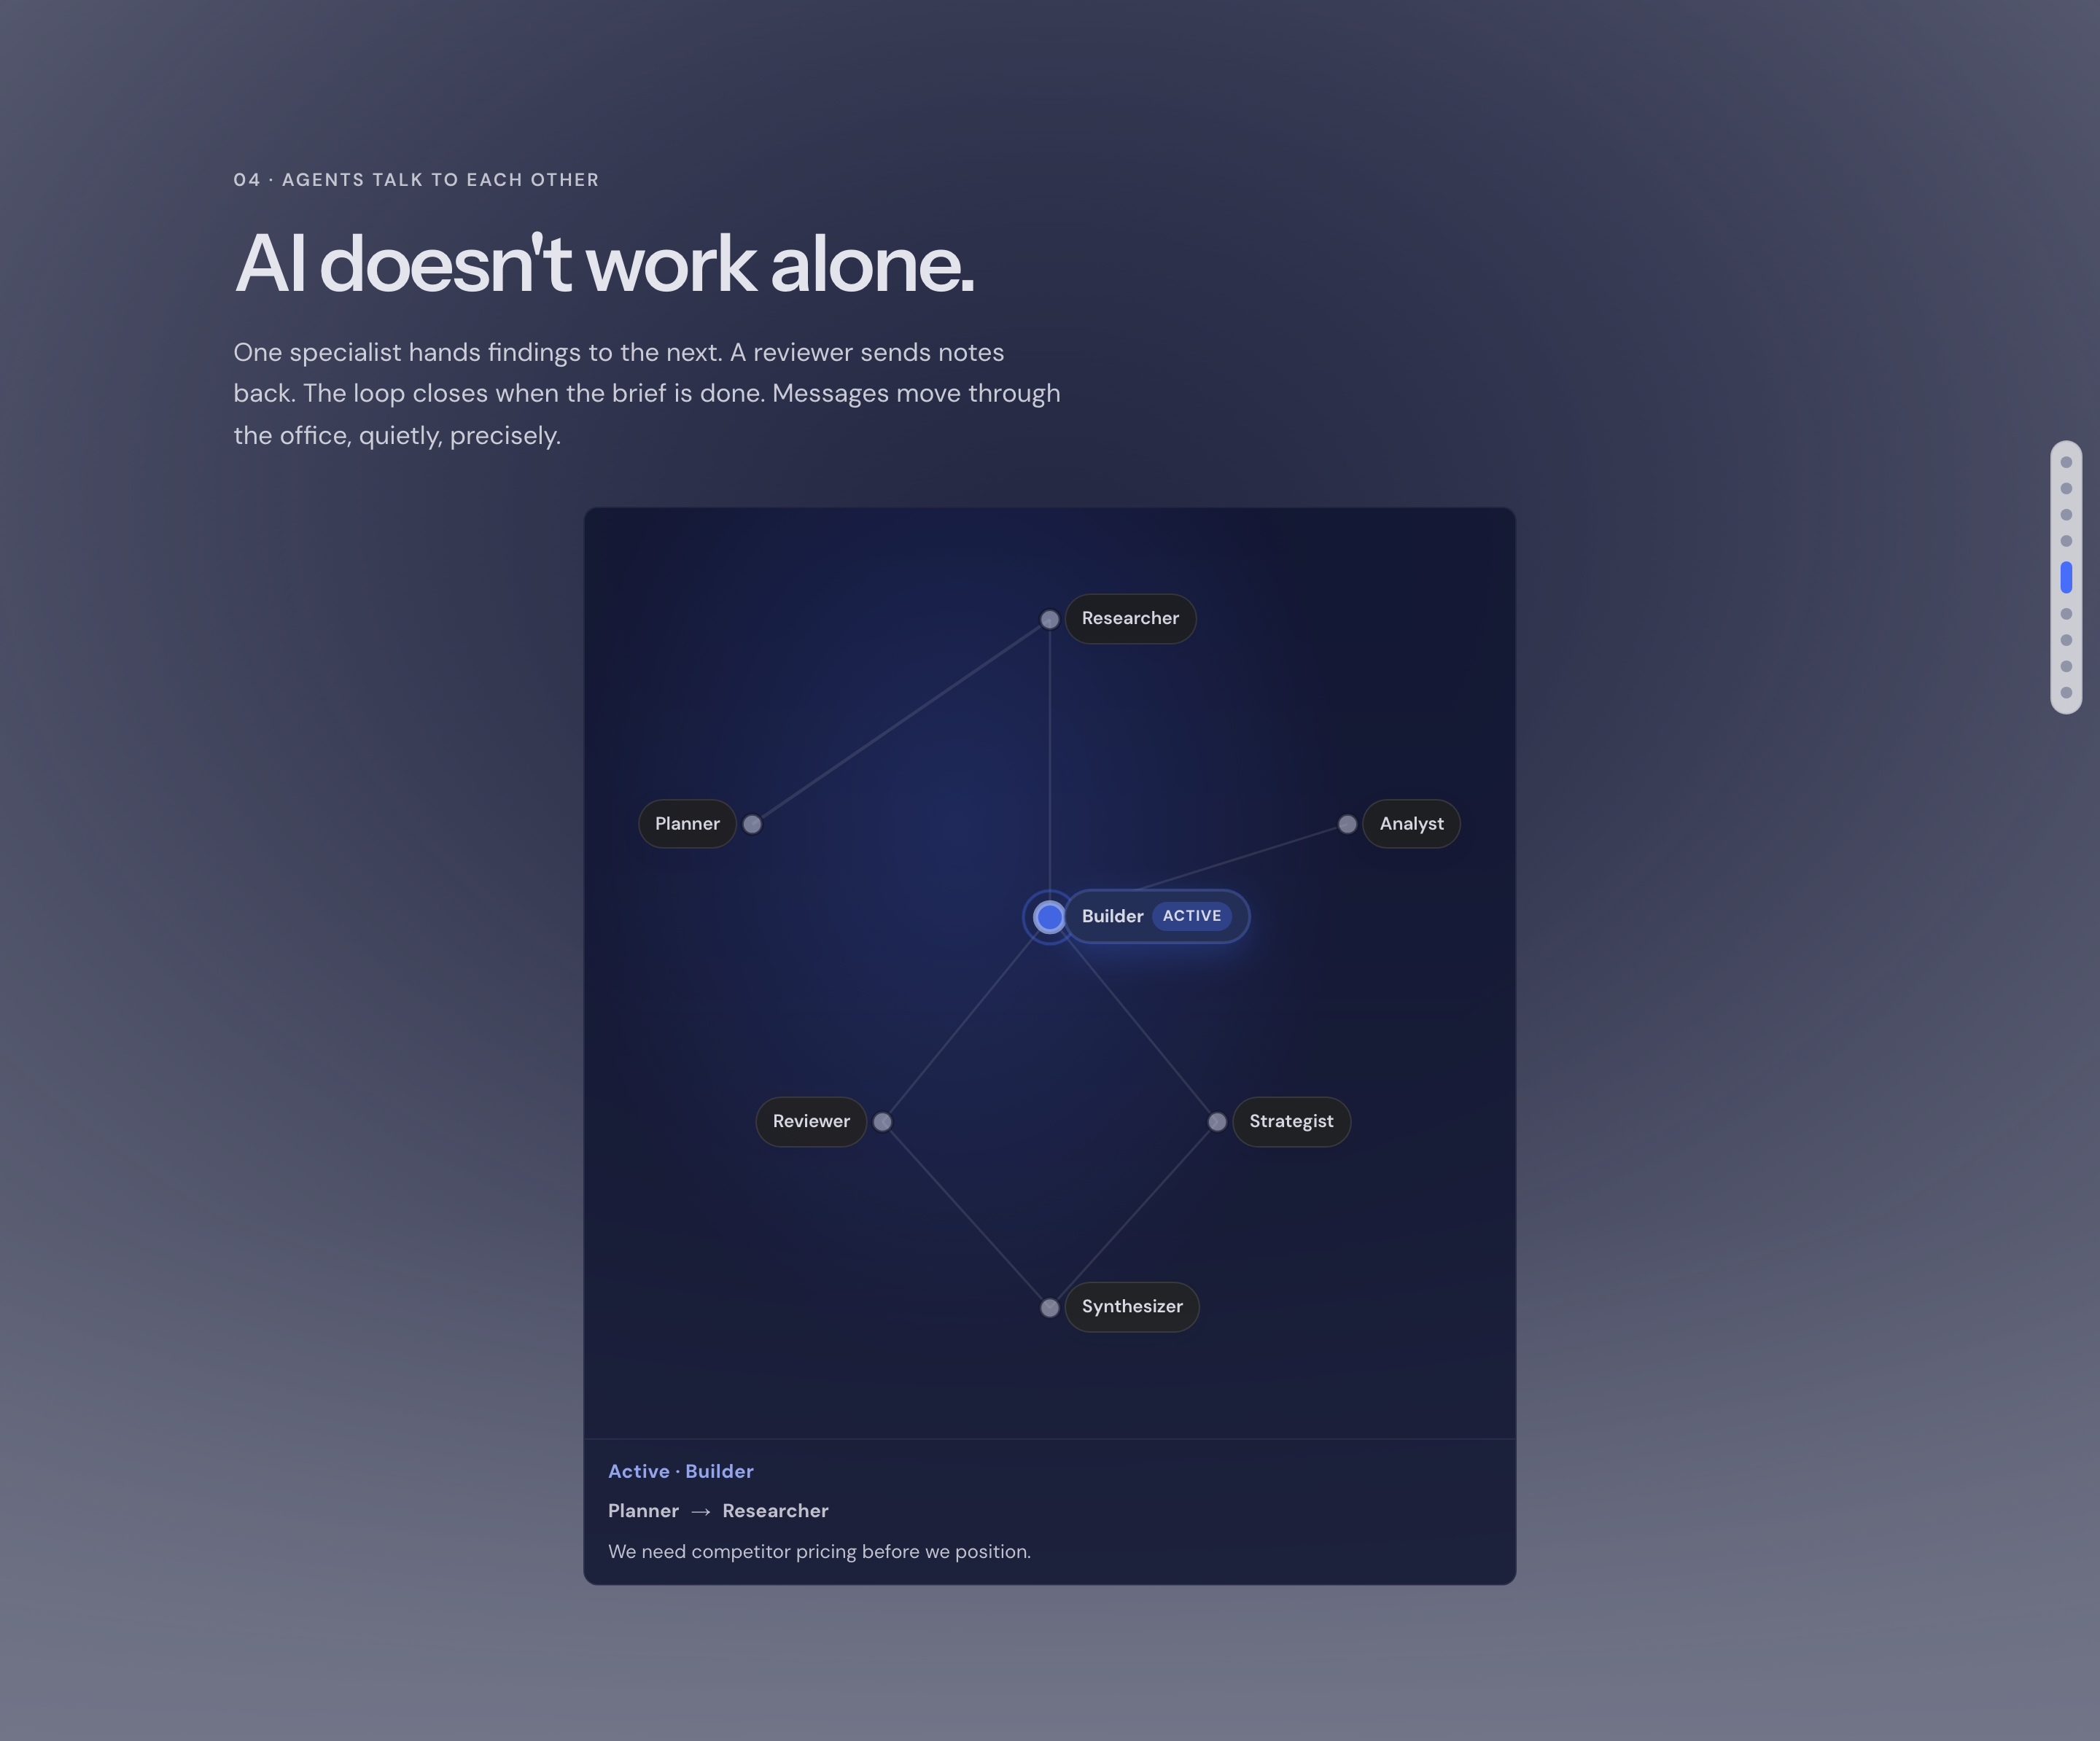 04 · AGENTS TALK TO EACH OTHER
AI doesn't work alone.
One specialist hands findings to the next. A reviewer sends notes
back. The loop closes when the brief is done. Messages move through
the office, quietly, precisely.
Researcher
Planner
Analyst
Builder ACTIVE
Reviewer
Strategist
Synthesizer
Active · Builder
Planner → Researcher
We need competitor pricing before we position.